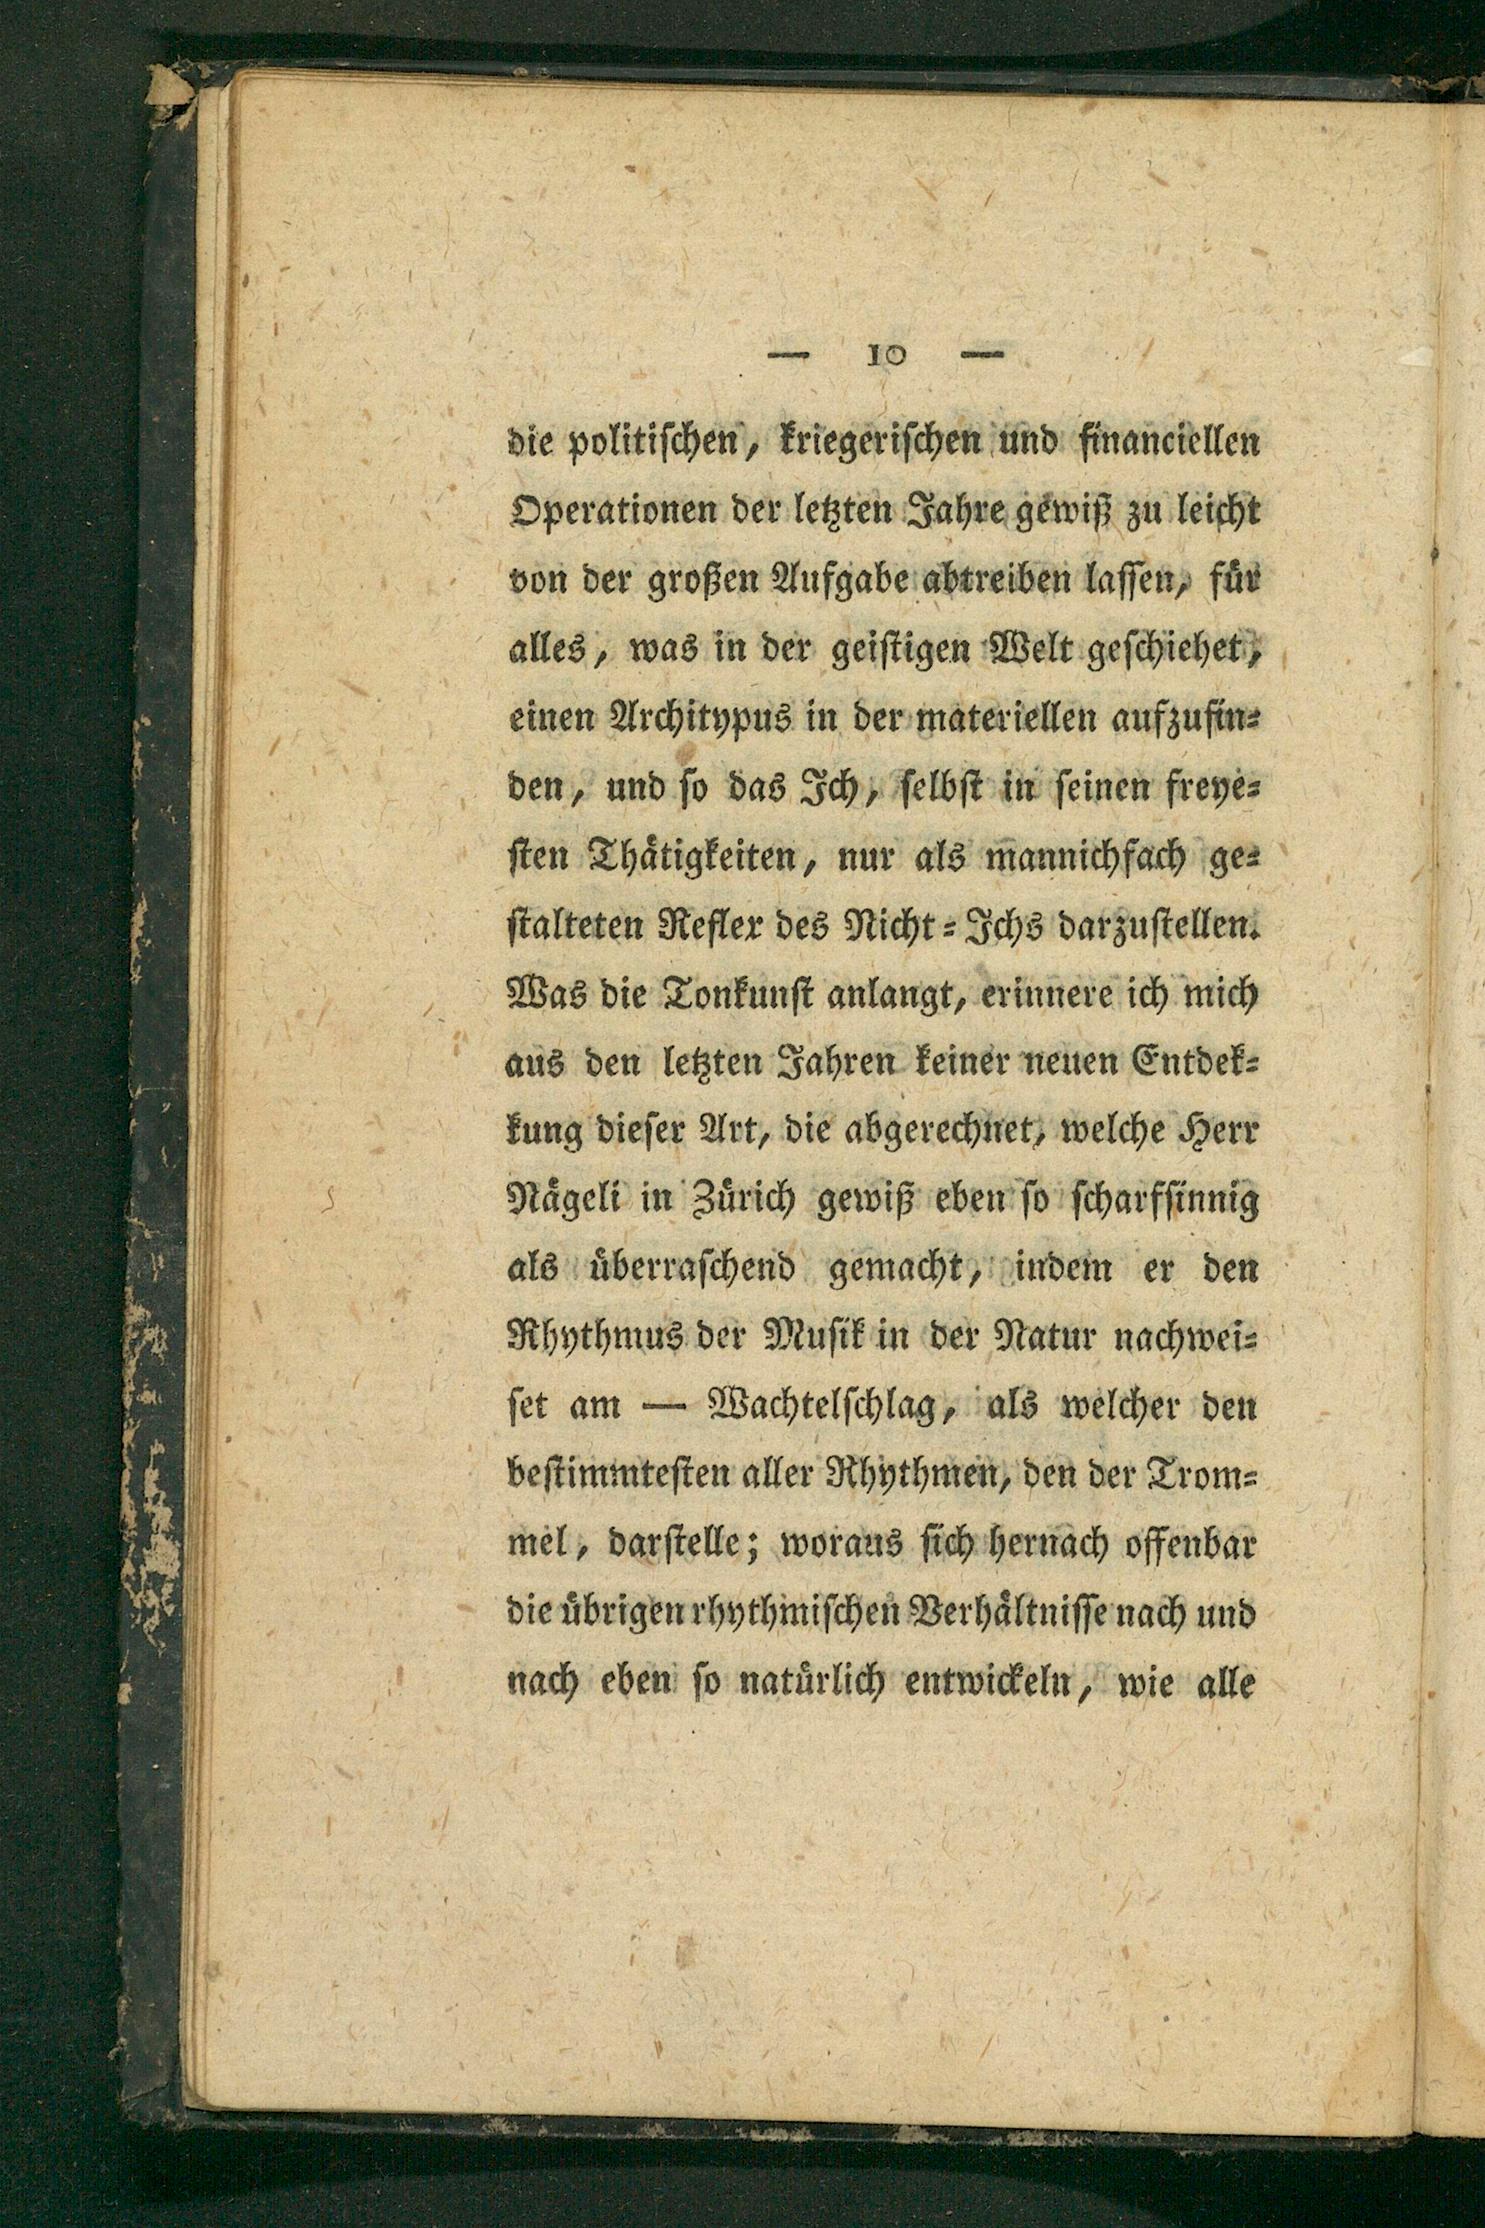 — 10 —
die politischen, kriegerischen und financiellen
Operationen der letzten Jahre gewiß zu leicht
von der großen Aufgabe abtreiben lassen, für
alles, was in der geistigen Welt geschiehet,
einen Architypus in der materiellen aufzufin⸗
den, und so das Ich, selbst in seinen freye⸗
sten Thätigkeiten, nur als mannichfach ge⸗
stalteten Reflex des Nicht⸗Ichs darzustellen.
Was die Tonkunst anlangt, erinnere ich mich
aus den letzten Jahren keiner neuen Entdek⸗
kung dieser Art, die abgerechnet, welche Herr
Nägeli in Zürich gewiß eben so scharfsinnig
als überraschend gemacht, indem er den
Rhythmus der Musik in der Natur nachwei⸗
set am — Wachtelschlag, als welcher den
bestimmtesten aller Rhythmen, den der Trom⸗
mel, darstelle; woraus sich hernach offenbar
die übrigen rhythmischen Verhältnisse nach und
nach eben so natürlich entwickeln, wie alle